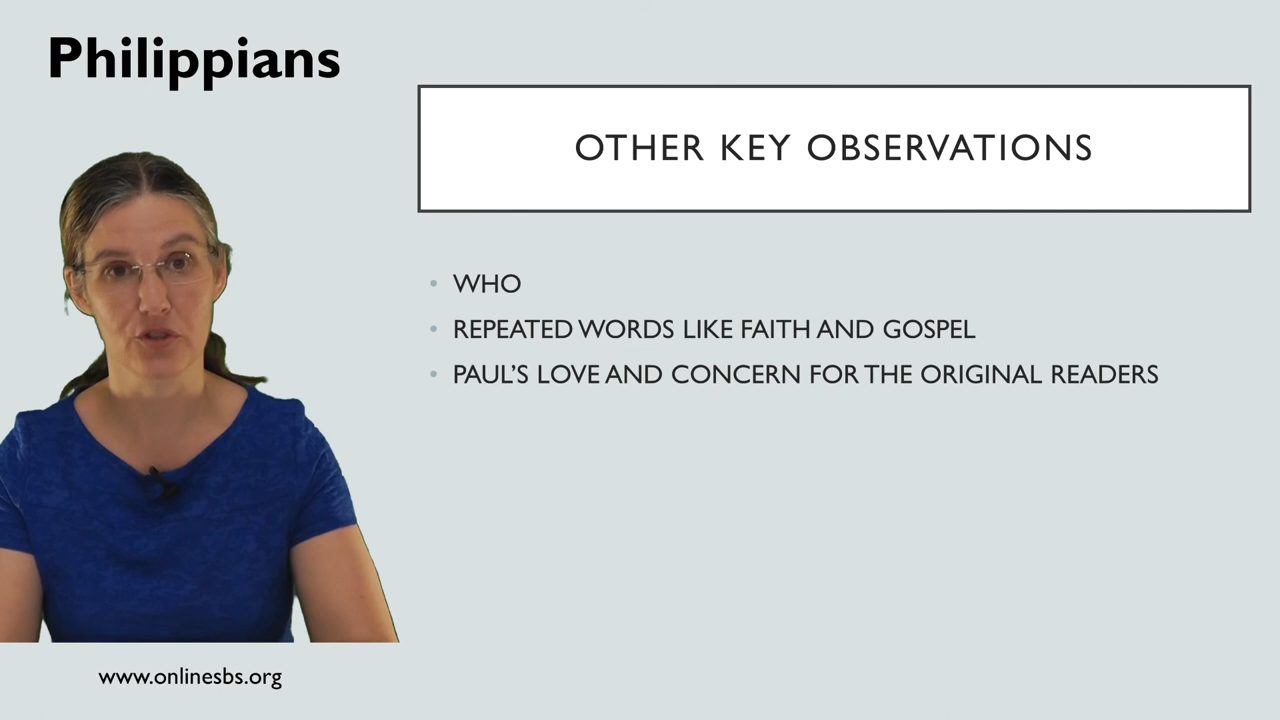 Philippians
OTHER KEY OBSERVATIONS
WHO
REPEATED WORDS LIKE FAITH AND GOSPEL
PAUL'S LOVE AND CONCERN FOR THE ORIGINAL READERS
www.onlinesbs.org